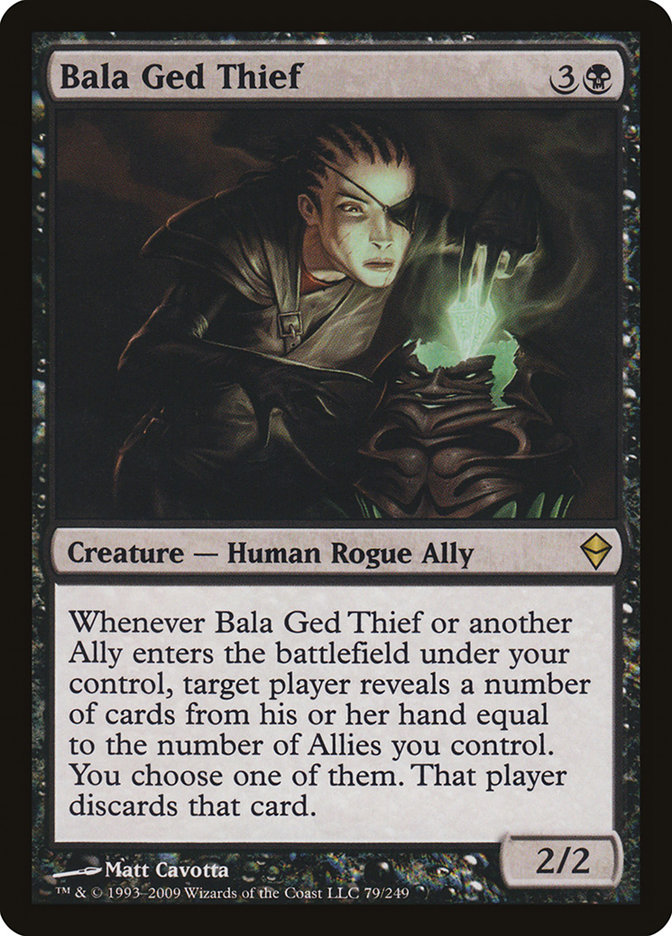 Bala Ged Thief
3
Creature — Human Rogue Ally
Whenever Bala Ged Thief or another
Ally enters the battlefield under your
control, target player reveals a number
of cards from his or her hand equal
to the number of Allies you control.
You choose one of them. That player
discards that card.
2/2
Matt Cavotta
™ & © 1993–2009 Wizards of the Coast LLC 79/249